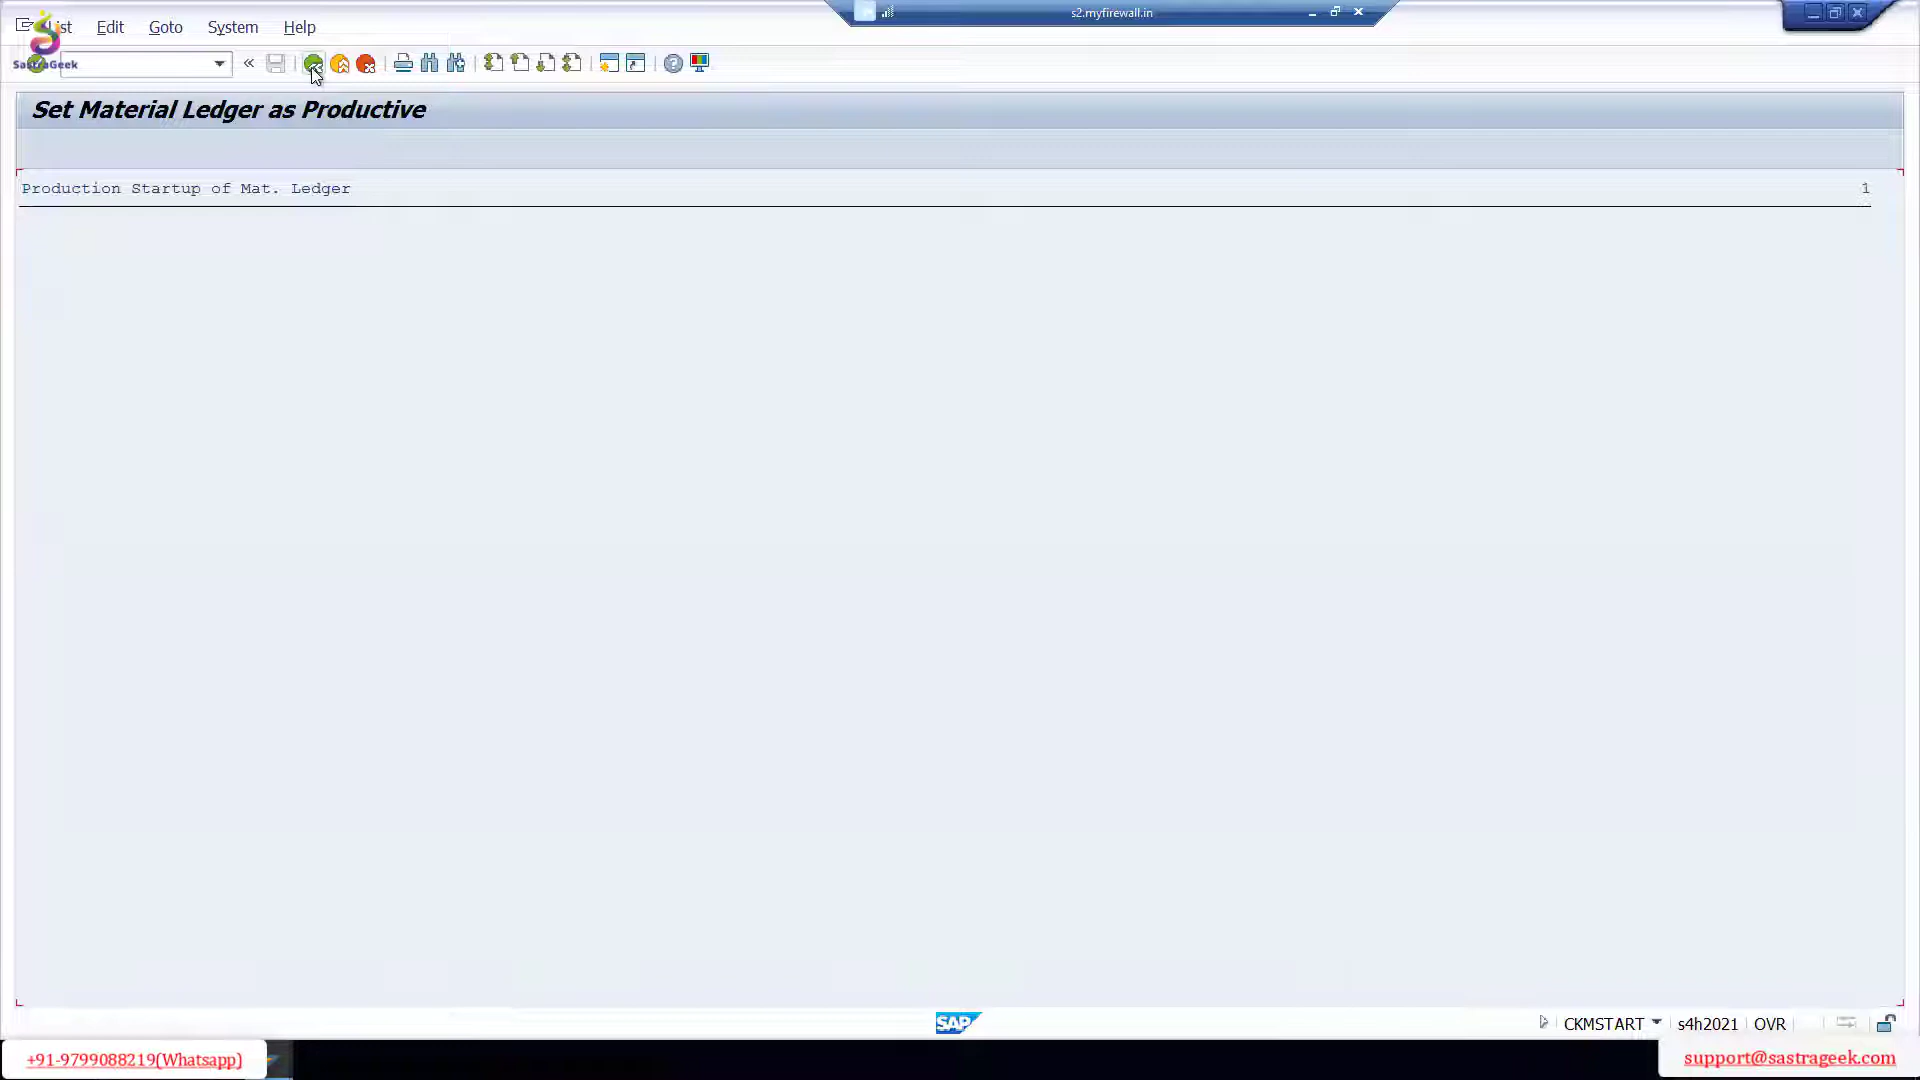 s2.myfirewall.in
List Edit Goto System Help
SastraGeek
Set Material Ledger as Productive
Production Startup of Mat. Ledger 1
SAP
CKMSTART s4h2021 OVR
+91-9799088219(Whatsapp)
support@sastrageek.com